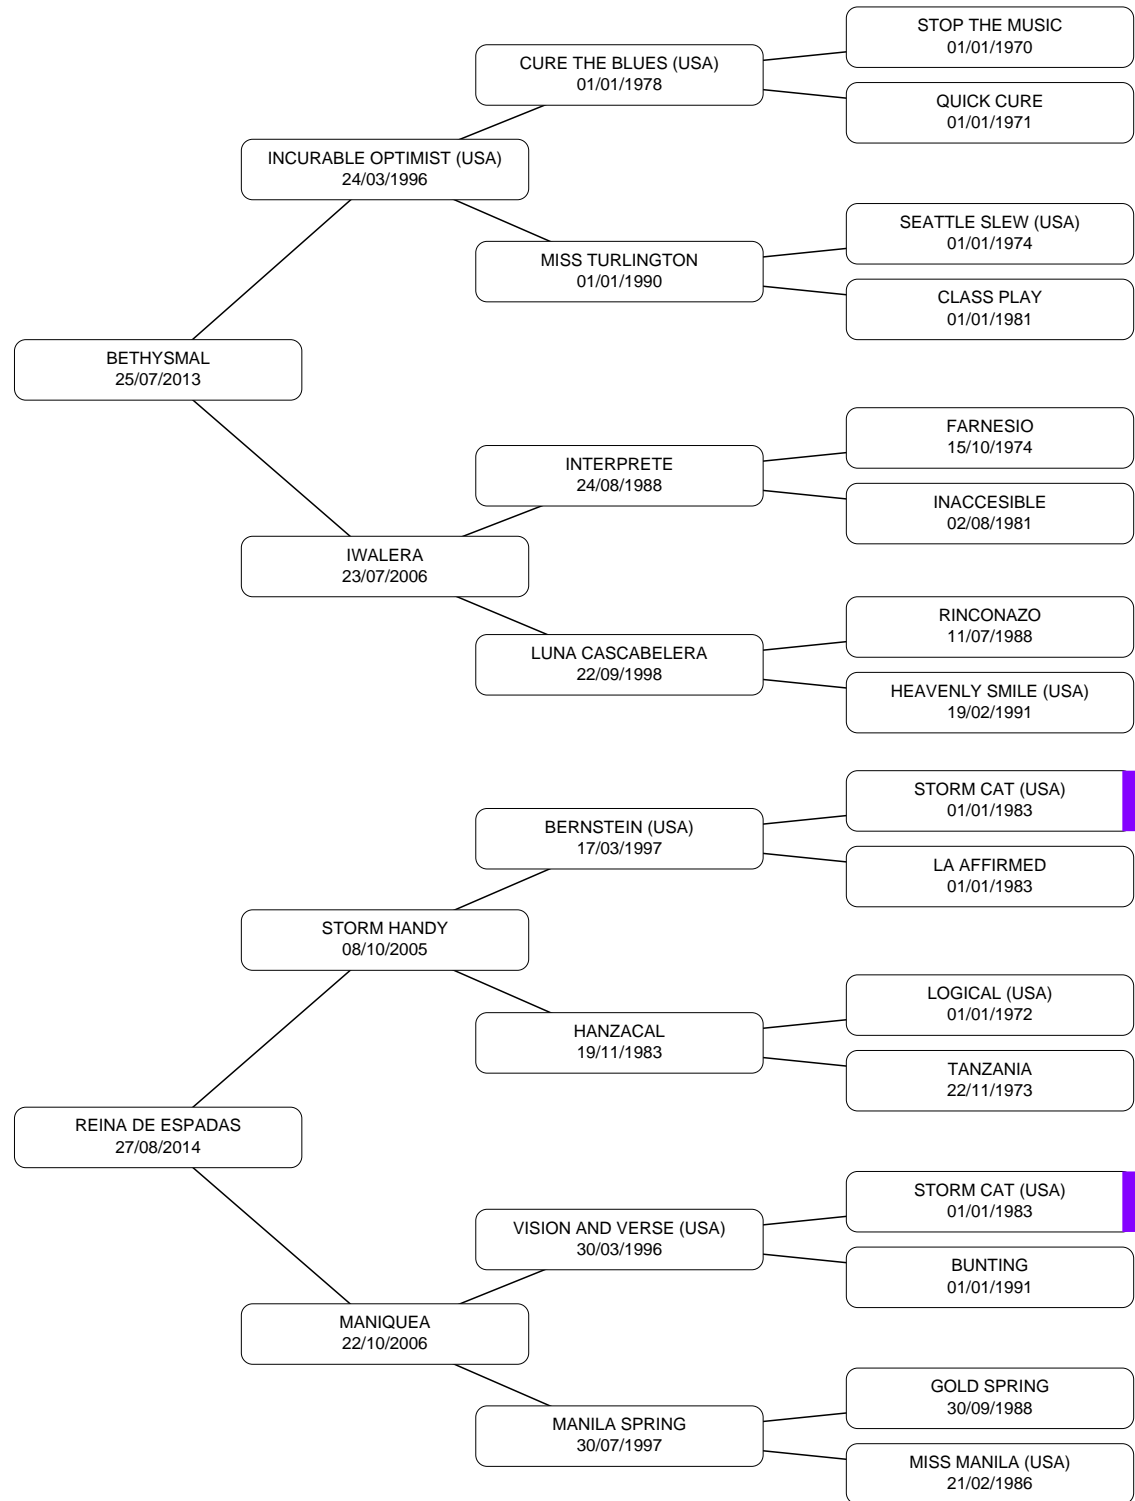 STOP THE MUSIC
01/01/1970
CURE THE BLUES (USA)
01/01/1978
QUICK CURE
01/01/1971
INCURABLE OPTIMIST (USA)
24/03/1996
SEATTLE SLEW (USA)
01/01/1974
MISS TURLINGTON
01/01/1990
CLASS PLAY
01/01/1981
BETHYSMAL
25/07/2013
FARNESIO
15/10/1974
INTERPRETE
24/08/1988
INACCESIBLE
02/08/1981
IWALERA
23/07/2006
RINCONAZO
11/07/1988
LUNA CASCABELERA
22/09/1998
HEAVENLY SMILE (USA)
19/02/1991
STORM CAT (USA)
01/01/1983
BERNSTEIN (USA)
17/03/1997
LA AFFIRMED
01/01/1983
STORM HANDY
08/10/2005
LOGICAL (USA)
01/01/1972
HANZACAL
19/11/1983
TANZANIA
22/11/1973
REINA DE ESPADAS
27/08/2014
STORM CAT (USA)
01/01/1983
VISION AND VERSE (USA)
30/03/1996
BUNTING
01/01/1991
MANIQUEA
22/10/2006
GOLD SPRING
30/09/1988
MANILA SPRING
30/07/1997
MISS MANILA (USA)
21/02/1986